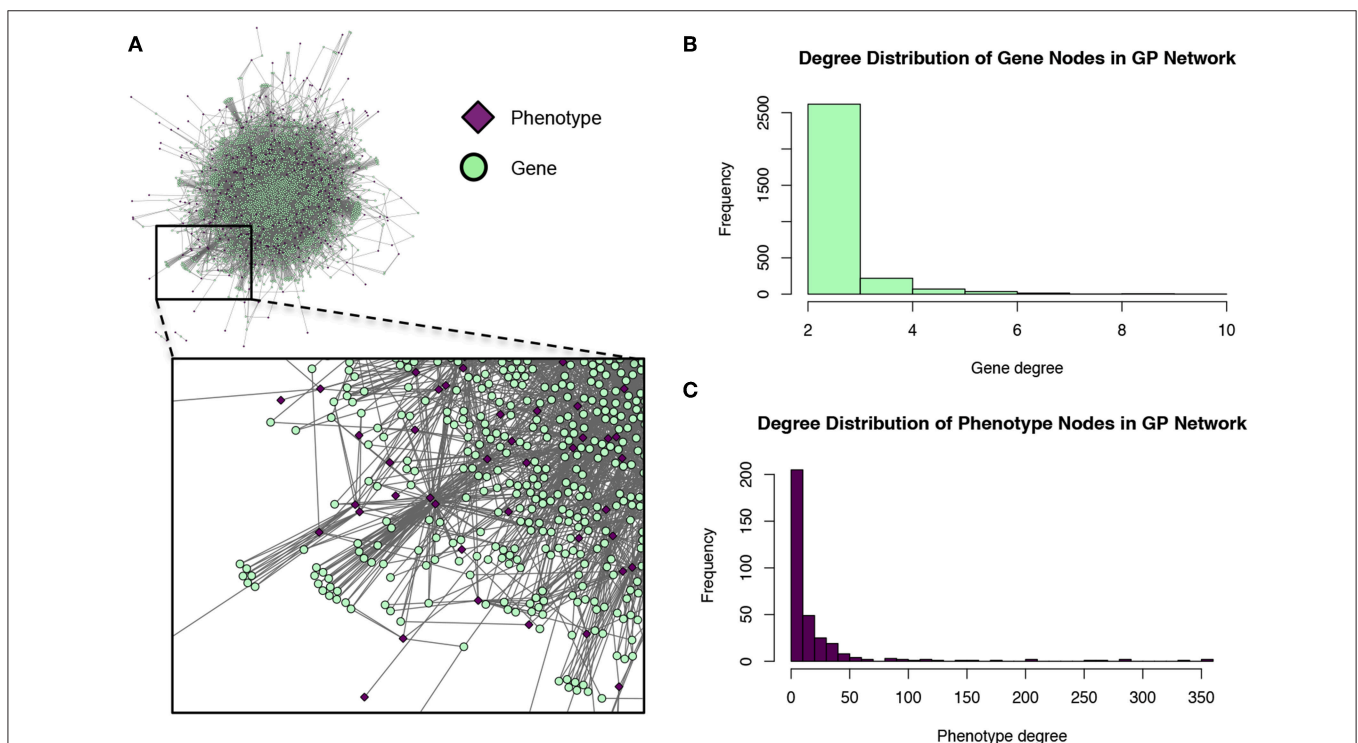 A
Phenotype
Gene
B
Degree Distribution of Gene Nodes in GP Network
Frequency
2500
1500
500
0
2 4 6 8 10
Gene degree
C
Degree Distribution of Phenotype Nodes in GP Network
Frequency
200
150
100
50
0
0 50 100 150 200 250 300 350
Phenotype degree